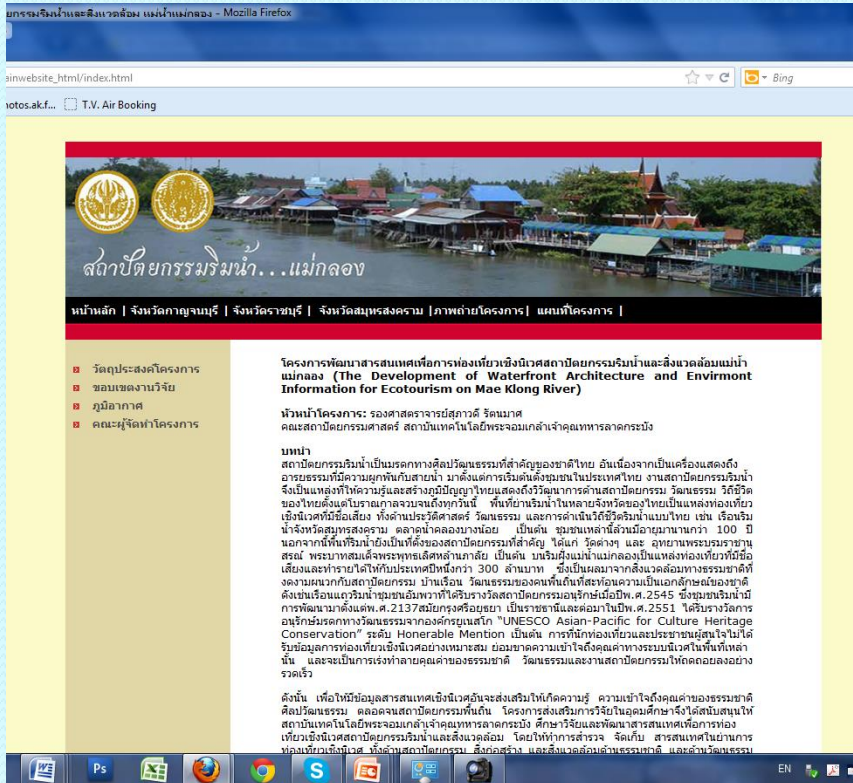 ยกรรมริมน้ำและสิ่งแวดล้อม แม่น้ำแม่กลอง - Mozilla Firefox
ainwebsite_html/index.html
Bing
notos.ak.f...
T.V. Air Booking
สถาปัตยกรรมริมน้ำ...แม่กลอง
หน้าหลัก | จังหวัดกาญจนบุรี | จังหวัดราชบุรี | จังหวัดสมุทรสงคราม |ภาพถ่ายโครงการ| แผนที่โครงการ |
วัตถุประสงค์โครงการ
ขอบเขตงานวิจัย
ภูมิอากาศ
คณะผู้จัดทำโครงการ
โครงการพัฒนาสารสนเทศเพื่อการท่องเที่ยวเชิงนิเวศสถาปัตยกรรมริมน้ำและสิ่งแวดล้อมแม่น้ำ
แม่กลอง (The Development of Waterfront Architecture and Envirment
Information for Ecotourism on Mae Klong River)
หัวหน้าโครงการ: รองศาสตราจารย์สุภาวดี รัตนมาศ
คณะสถาปัตยกรรมศาสตร์ สถาบันเทคโนโลยีพระจอมเกล้าเจ้าคุณทหารลาดกระบัง
บทนำ
สถาปัตยกรรมริมน้ำเป็นมรดกทางศิลปวัฒนธรรมที่สำคัญของชาติไทย อันเนื่องจากเป็นเครื่องแสดงถึง
อารยธรรมที่มีความผูกพันกับสายน้ำ มาตั้งแต่การเริ่มต้นตั้งชุมชนในประเทศไทย งานสถาปัตยกรรมริมน้ำ
จึงเป็นแหล่งที่ให้ความรู้และสร้างภูมิปัญญาไทยแสดงถึงวิวัฒนาการด้านสถาปัตยกรรม วัฒนธรรม วิถีชีวิต
ของไทยตั้งแต่โบราณกาลจวบจนถึงทุกวันนี้ พื้นที่ย่านริมน้ำในหลายจังหวัดของไทยเป็นแหล่งท่องเที่ยว
เชิงนิเวศที่มีชื่อเสียง ทั้งด้านประวัติศาสตร์ วัฒนธรรม และการดำเนินวิถีชีวิตริมน้ำแบบไทย เช่น เรือนริม
น้ำจังหวัดสมุทรสงคราม ตลาดน้ำคลองบางน้อย เป็นต้น ชุมชนเหล่านี้ล้วนมีอายุมานานกว่า 100 ปี
นอกจากนี้พื้นที่ริมน้ำยังเป็นที่ตั้งของสถาปัตยกรรมที่สำคัญ ได้แก่ วัดต่างๆ และ อุทยานพระบรมราชานุ
สรณ์ พระบาทสมเด็จพระพุทธเลิศหล้านภาลัย เป็นต้น บนริมฝั่งแม่น้ำแม่กลองเป็นแหล่งท่องเที่ยวที่มีชื่อ
เสียงและทำรายได้ให้กับประเทศปีหนึ่งกว่า 300 ล้านบาท ซึ่งเป็นผลมาจากสิ่งแวดล้อมทางธรรมชาติที่
งดงามผนวกกับสถาปัตยกรรม บ้านเรือน วัฒนธรรมของคนพื้นถิ่นที่สะท้อนความเป็นเอกลักษณ์ของชาติ
ดังเช่นเรือนแถวริมน้ำชุมชนอัมพวาที่ได้รับรางวัลสถาปัตยกรรมอนุรักษ์เมื่อปีพ.ศ.2545 ซึ่งชุมชนริมน้ำมี
การพัฒนามาตั้งแต่พ.ศ.2137สมัยกรุงศรีอยุธยา เป็นราชธานีและต่อมาในปีพ.ศ.2551 ได้รับรางวัลการ
อนุรักษ์มรดกทางวัฒนธรรมจากองค์กรยูเนสโก "UNESCO Asian-Pacific for Culture Heritage
Conservation" ระดับ Honerable Mention เป็นต้น การที่นักท่องเที่ยวและประชาชนผู้สนใจไม่ได้
รับข้อมูลการท่องเที่ยวเชิงนิเวศอย่างเหมาะสม ย่อมขาดความเข้าใจถึงคุณค่าทางระบบนิเวศในพื้นที่เหล่า
นั้น และจะเป็นการเร่งทำลายคุณค่าของธรรมชาติ วัฒนธรรมและงานสถาปัตยกรรมให้ถดถอยลงอย่าง
รวดเร็ว
ดังนั้น เพื่อให้มีข้อมูลสารสนเทศเชิงนิเวศอันจะส่งเสริมให้เกิดความรู้ ความเข้าใจถึงคุณค่าของธรรมชาติ
ศิลปวัฒนธรรม ตลอดจนสถาปัตยกรรมพื้นถิ่น โครงการส่งเสริมการวิจัยในอุดมศึกษาจึงได้สนับสนุนให้
สถาบันเทคโนโลยีพระจอมเกล้าเจ้าคุณทหารลาดกระบัง ศึกษาวิจัยและพัฒนาสารสนเทศเพื่อการท่อง
เที่ยวเชิงนิเวศสถาปัตยกรรมริมน้ำและสิ่งแวดล้อม โดยให้ทำการสำรวจ จัดเก็บ สารสนเทศในย่านการ
ท่องเที่ยวเชิงนิเวศ ทั้งด้านสถาปัตยกรรม สิ่งก่อสร้าง และสิ่งแวดล้อมด้านธรรมชาติ และด้านวัฒนธรรม
Ps
EN